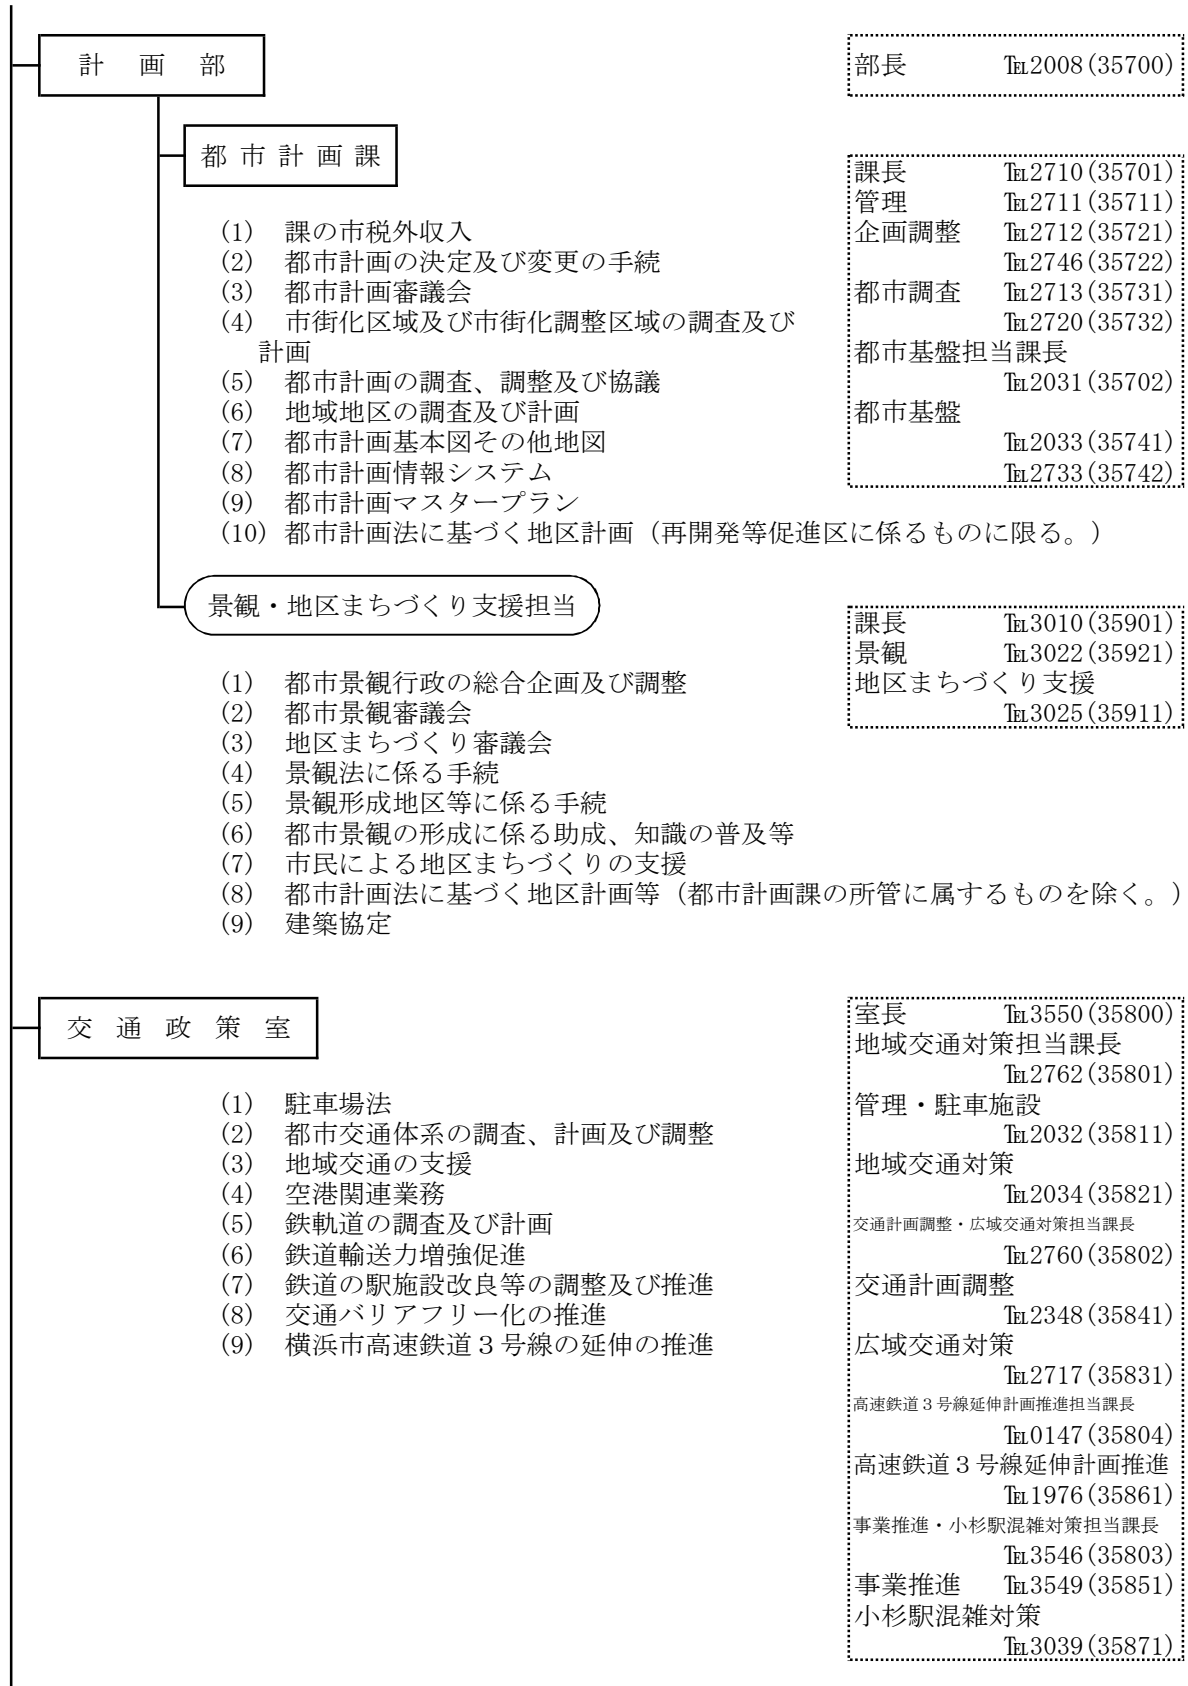 計画部
部長 ℡2008(35700)
都市計画課
課長 ℡2710(35701)
管理 ℡2711(35711)
企画調整 ℡2712(35721)
℡2746(35722)
都市調査 ℡2713(35731)
℡2720(35732)
都市基盤担当課長
℡2031(35702)
都市基盤
℡2033(35741)
℡2733(35742)
(1) 課の市税外収入
(2) 都市計画の決定及び変更の手続
(3) 都市計画審議会
(4) 市街化区域及び市街化調整区域の調査及び
計画
(5) 都市計画の調査、調整及び協議
(6) 地域地区の調査及び計画
(7) 都市計画基本図その他地図
(8) 都市計画情報システム
(9) 都市計画マスタープラン
(10) 都市計画法に基づく地区計画（再開発等促進区に係るものに限る。）
景観・地区まちづくり支援担当
課長 ℡3010(35901)
景観 ℡3022(35921)
地区まちづくり支援
℡3025(35911)
(1) 都市景観行政の総合企画及び調整
(2) 都市景観審議会
(3) 地区まちづくり審議会
(4) 景観法に係る手続
(5) 景観形成地区等に係る手続
(6) 都市景観の形成に係る助成、知識の普及等
(7) 市民による地区まちづくりの支援
(8) 都市計画法に基づく地区計画等（都市計画課の所管に属するものを除く。）
(9) 建築協定
交通政策室
室長 ℡3550(35800)
地域交通対策担当課長
℡2762(35801)
管理・駐車施設
℡2032(35811)
地域交通対策
℡2034(35821)
交通計画調整・広域交通対策担当課長
℡2760(35802)
交通計画調整
℡2348(35841)
広域交通対策
℡2717(35831)
高速鉄道３号線延伸計画推進担当課長
℡0147(35804)
高速鉄道３号線延伸計画推進
℡1976(35861)
事業推進・小杉駅混雑対策担当課長
℡3546(35803)
事業推進 ℡3549(35851)
小杉駅混雑対策
℡3039(35871)
(1) 駐車場法
(2) 都市交通体系の調査、計画及び調整
(3) 地域交通の支援
(4) 空港関連業務
(5) 鉄軌道の調査及び計画
(6) 鉄道輸送力増強促進
(7) 鉄道の駅施設改良等の調整及び推進
(8) 交通バリアフリー化の推進
(9) 横浜市高速鉄道３号線の延伸の推進